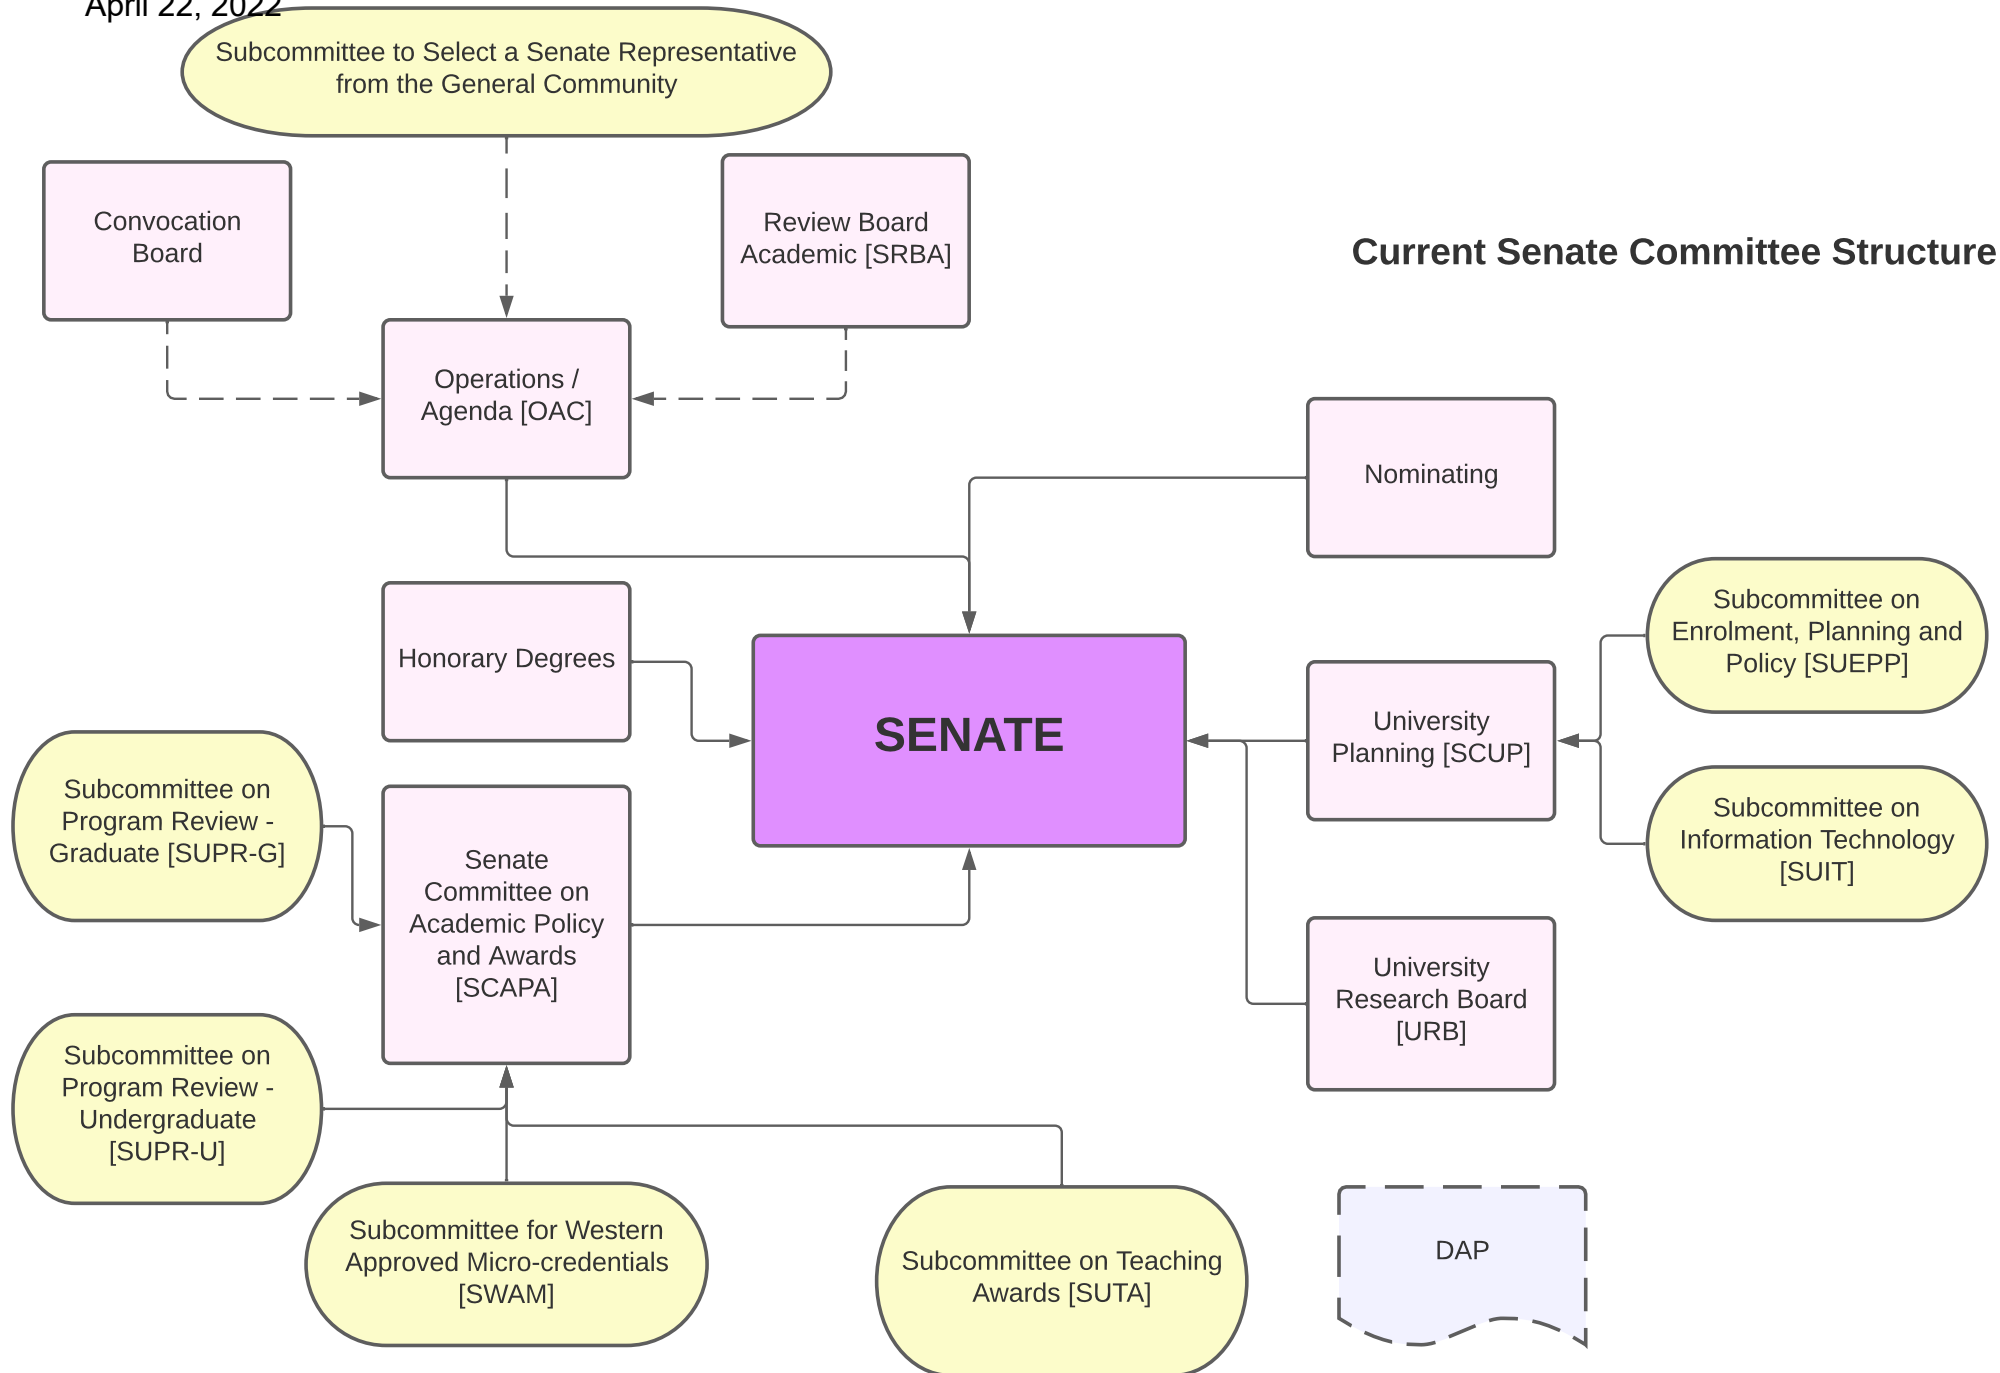 April 22, 2022
Subcommittee to Select a Senate Representative
from the General Community
Convocation
Board
Review Board
Academic [SRBA]
Current Senate Committee Structure
Operations /
Agenda [OAC]
Nominating
Honorary Degrees
SENATE
University
Planning [SCUP]
Subcommittee on
Enrolment, Planning and
Policy [SUEPP]
Subcommittee on
Information Technology
[SUIT]
Subcommittee on
Program Review -
Graduate [SUPR-G]
Senate
Committee on
Academic Policy
and Awards
[SCAPA]
University
Research Board
[URB]
Subcommittee on
Program Review -
Undergraduate
[SUPR-U]
Subcommittee for Western
Approved Micro-credentials
[SWAM]
Subcommittee on Teaching
Awards [SUTA]
DAP